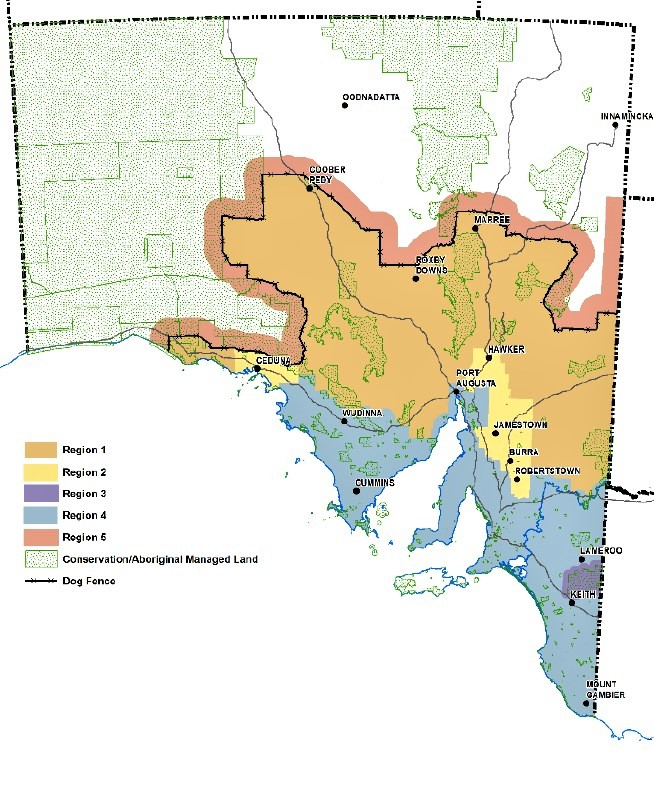 OODNADATTA
INNAMINCKA
COOBER
PEDY
MARREE
ROXBY
DOWNS
HAWKER
CEDUNA
PORT
AUGUSTA
WUDINNA
JAMESTOWN
BURRA
ROBERTSTOWN
CUMMINS
LAMEROO
KEITH
MOUNT
GAMBIER
Region 1
Region 2
Region 3
Region 4
Region 5
Conservation/Aboriginal Managed Land
Dog Fence